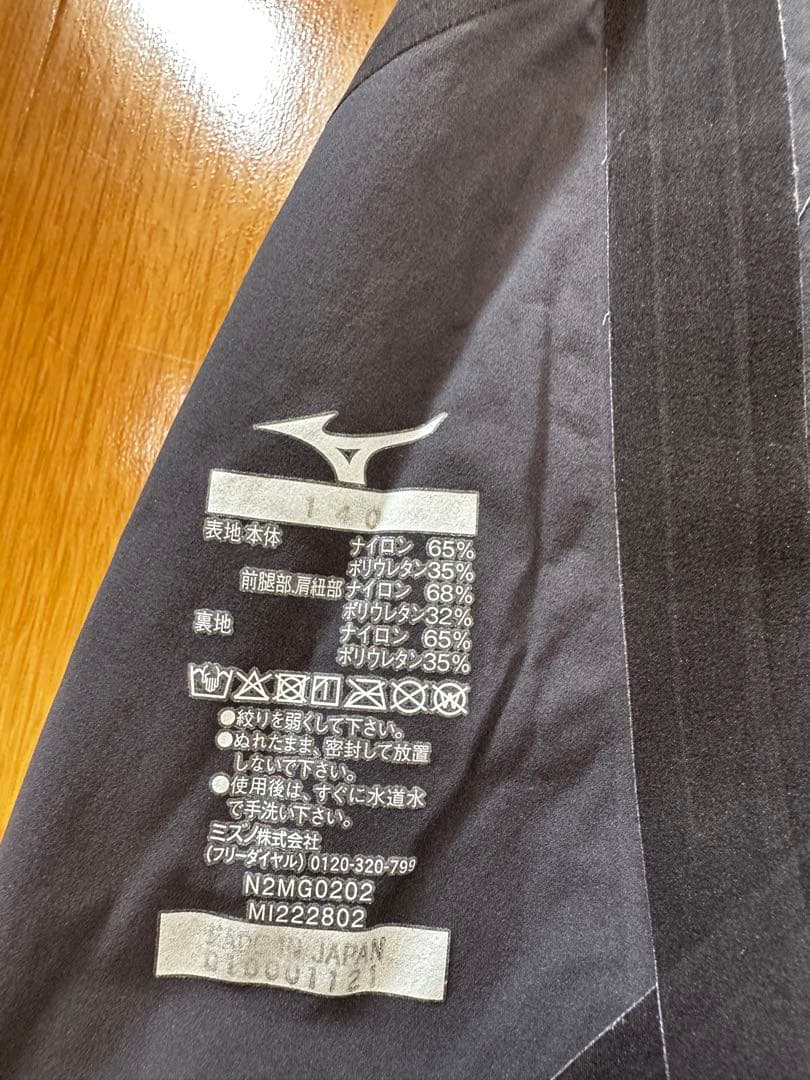 140
表地 本体 ナイロン 65%
ポリウレタン35%
前腿部.肩紐部 ナイロン 68%
ポリウレタン32%
裏地 ナイロン 65%
ポリウレタン35%
●絞りを弱くして下さい。
●ぬれたまま、密封して放置
しないで下さい。
●使用後は、すぐに水道水
で手洗い下さい。
ミズノ株式会社
(フリーダイヤル) 0120-320-799
N2MG0202
MI222802
MADE IN JAPAN